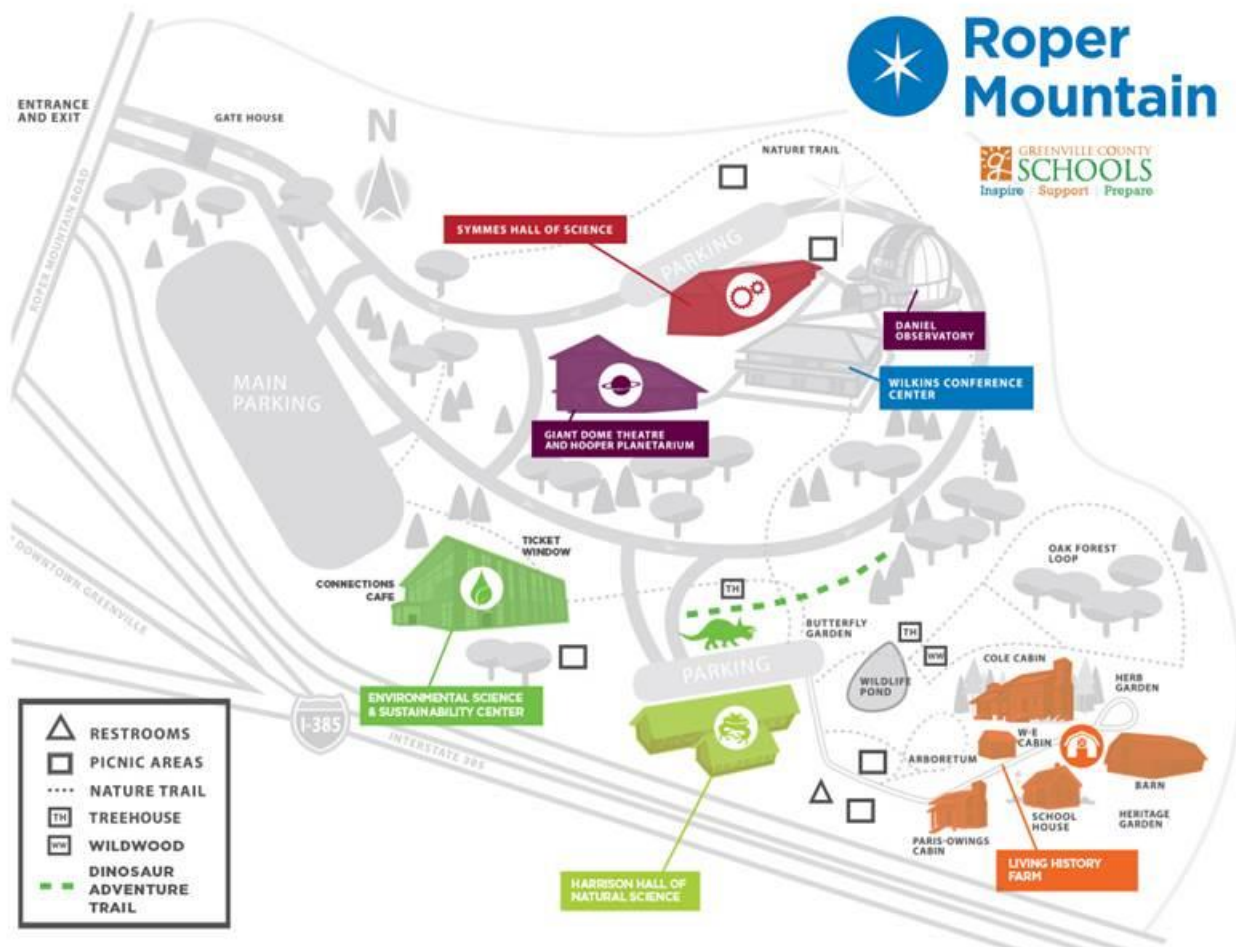 Roper
Mountain
GREENVILLE COUNTY
SCHOOLS
Inspire Support Prepare
ENTRANCE
AND EXIT
GATE HOUSE
N
NATURE TRAIL
ROPER MOUNTAIN ROAD
SYMMES HALL OF SCIENCE
PARKING
DANIEL
OBSERVATORY
MAIN
PARKING
WILKINS CONFERENCE
CENTER
GIANT DOME THEATRE
AND HOOPER PLANETARIUM
TICKET
WINDOW
CONNECTIONS
CAFE
DOWNTOWN GREENVILLE
OAK FOREST
LOOP
TH
BUTTERFLY
GARDEN
TH
WW
PARKING
WILDLIFE
POND
COLE CABIN
HERB
GARDEN
ENVIRONMENTAL SCIENCE
& SUSTAINABILITY CENTER
I-385
INTERSTATE 385
W-E
CABIN
ARBORETUM
BARN
SCHOOL
HOUSE
HERITAGE
GARDEN
PARIS-OWINGS
CABIN
LIVING HISTORY
FARM
HARRISON HALL OF
NATURAL SCIENCE
RESTROOMS
PICNIC AREAS
NATURE TRAIL
TH TREEHOUSE
WW WILDWOOD
DINOSAUR
ADVENTURE
TRAIL